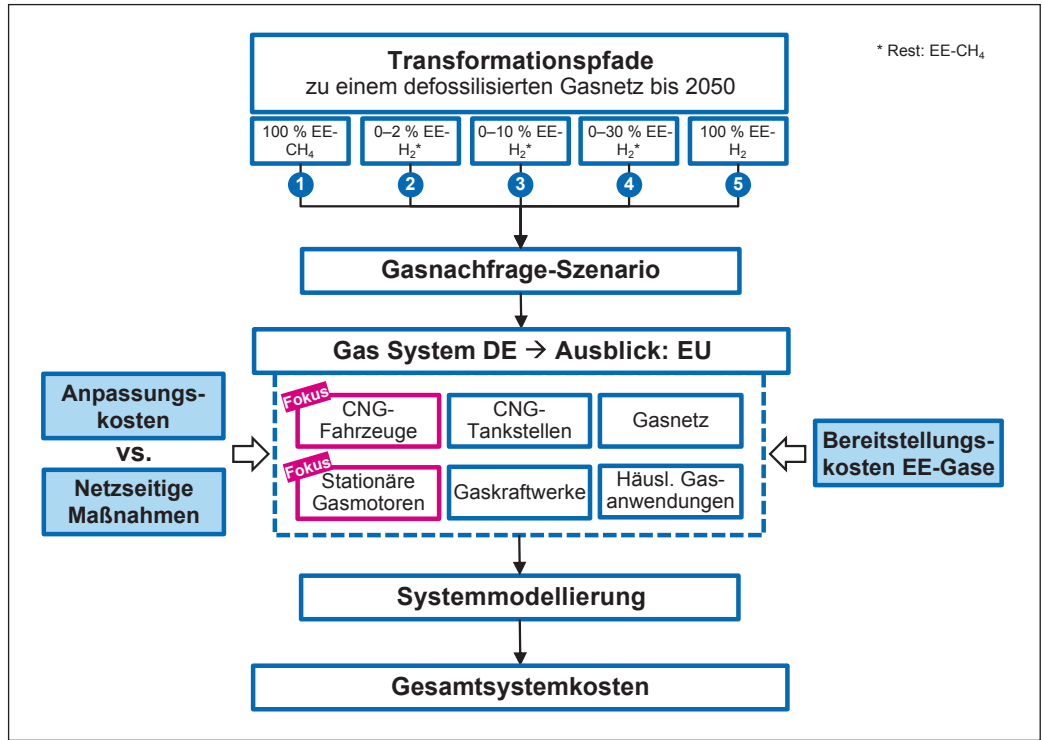 Transformationspfade
zu einem defossilisierten Gasnetz bis 2050
* Rest: EE-CH₄
100 % EE-
CH₄
0–2 % EE-
H₂*
0–10 % EE-
H₂*
0–30 % EE-
H₂*
100 % EE-
H₂
1
2
3
4
5
Gasnachfrage-Szenario
Gas System DE → Ausblick: EU
Anpassungs-
kosten
vs.
Netzseitige
Maßnahmen
Fokus
CNG-
Fahrzeuge
CNG-
Tankstellen
Gasnetz
Fokus
Stationäre
Gasmotoren
Gaskraftwerke
Häusl. Gas-
anwendungen
Bereitstellungs-
kosten EE-Gase
Systemmodellierung
Gesamtsystemkosten